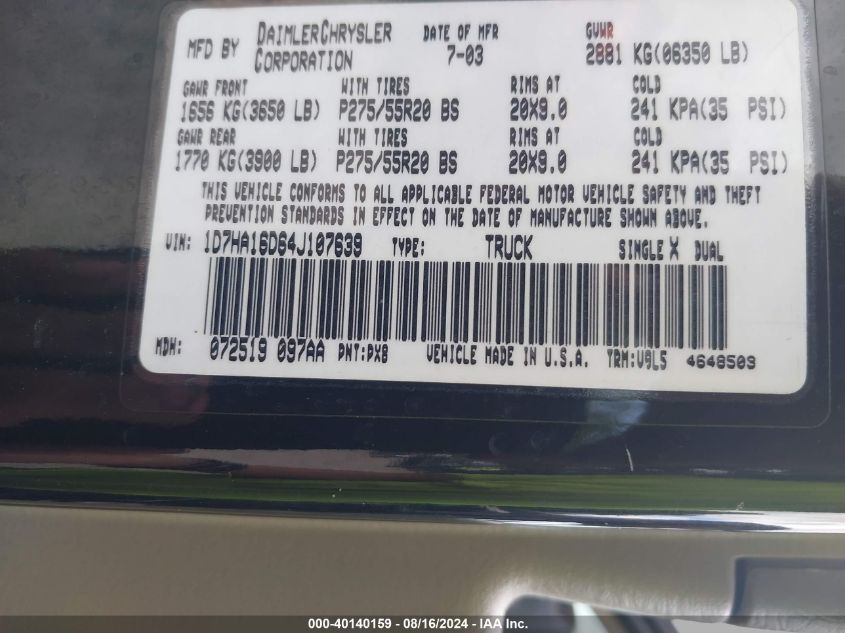 MFD BY DAIMLERCHRYSLER CORPORATION DATE OF MFR 7-03 GVWR 2881 KG(06350 LB)
GAWR FRONT WITH TIRES RIMS AT COLD
1656 KG(3650 LB) P275/55R20 BS 20X9.0 241 KPA(35 PSI)
GAWR REAR WITH TIRES RIMS AT COLD
1770 KG(3900 LB) P275/55R20 BS 20X9.0 241 KPA(35 PSI)
THIS VEHICLE CONFORMS TO ALL APPLICABLE FEDERAL MOTOR VEHICLE SAFETY AND THEFT
PREVENTION STANDARDS IN EFFECT ON THE DATE OF MANUFACTURE SHOWN ABOVE.
VIN: 1D7HA16D64J107639 TYPE: TRUCK SINGLE X DUAL
MDH: 072519 097AA PNT:PX8 VEHICLE MADE IN U.S.A. TRM:V9L5 4648503
000-40140159 - 08/16/2024 - IAA Inc.